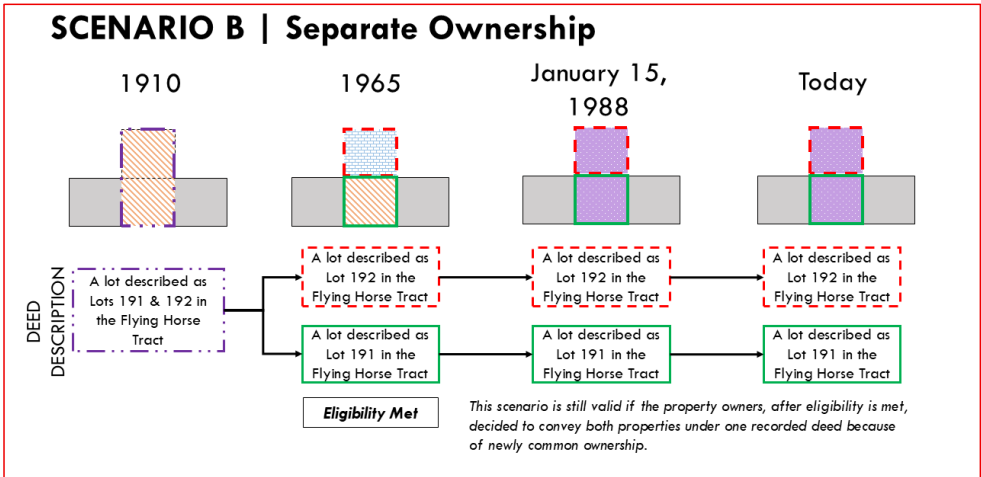 SCENARIO B | Separate Ownership
1910
1965
January 15,
1988
Today
DEED
DESCRIPTION
A lot described as
Lots 191 & 192 in
the Flying Horse
Tract
A lot described as
Lot 192 in the
Flying Horse Tract
A lot described as
Lot 192 in the
Flying Horse Tract
A lot described as
Lot 192 in the
Flying Horse Tract
A lot described as
Lot 191 in the
Flying Horse Tract
A lot described as
Lot 191 in the
Flying Horse Tract
A lot described as
Lot 191 in the
Flying Horse Tract
Eligibility Met
This scenario is still valid if the property owners, after eligibility is met,
decided to convey both properties under one recorded deed because
of newly common ownership.